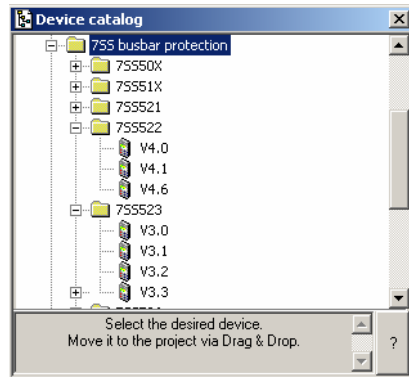 Device catalog
7SS busbar protection
7SS50X
7SS51X
7SS521
7SS522
V4.0
V4.1
V4.6
7SS523
V3.0
V3.1
V3.2
V3.3
Select the desired device.
Move it to the project via Drag & Drop.
?